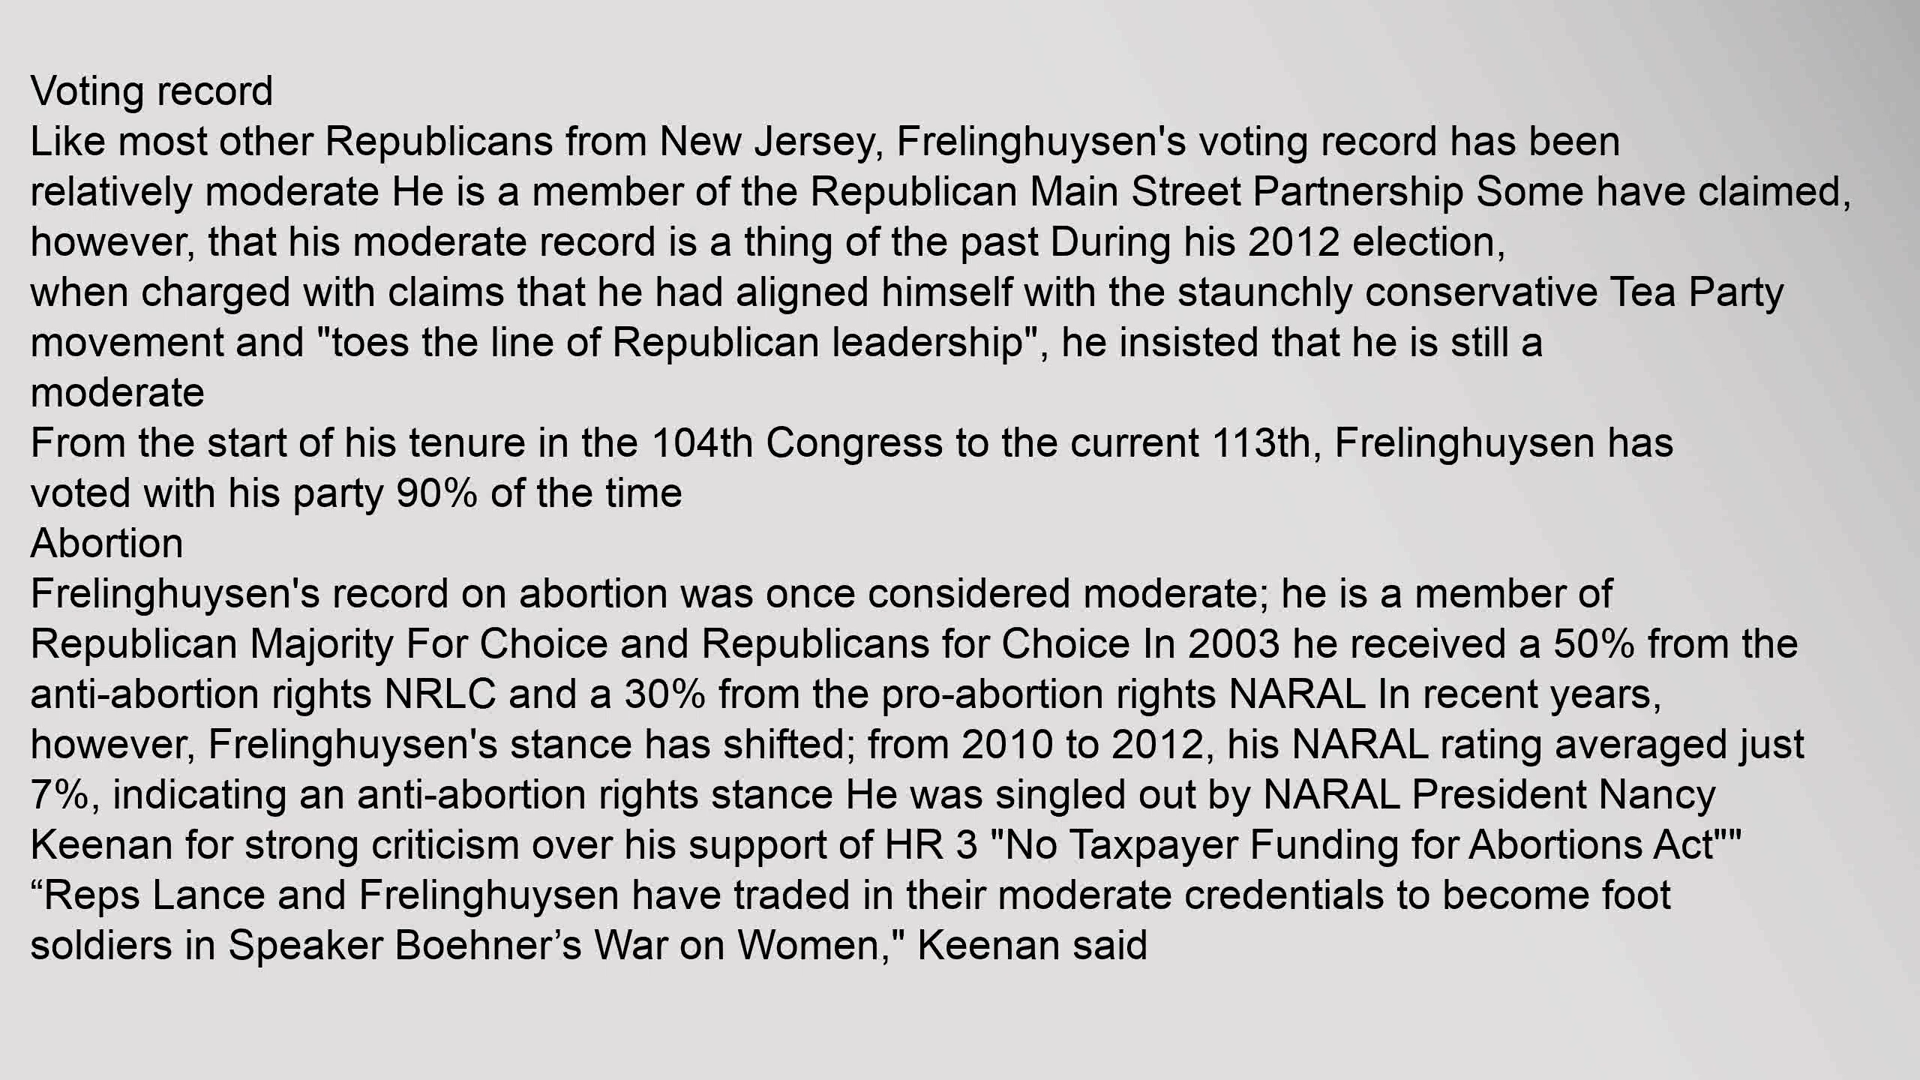 Voting record
Like most other Republicans from New Jersey, Frelinghuysen's voting record has been
relatively moderate He is a member of the Republican Main Street Partnership Some have claimed,
however, that his moderate record is a thing of the past During his 2012 election,
when charged with claims that he had aligned himself with the staunchly conservative Tea Party
movement and "toes the line of Republican leadership", he insisted that he is still a
moderate
From the start of his tenure in the 104th Congress to the current 113th, Frelinghuysen has
voted with his party 90% of the time
Abortion
Frelinghuysen's record on abortion was once considered moderate; he is a member of
Republican Majority For Choice and Republicans for Choice In 2003 he received a 50% from the
anti-abortion rights NRLC and a 30% from the pro-abortion rights NARAL In recent years,
however, Frelinghuysen's stance has shifted; from 2010 to 2012, his NARAL rating averaged just
7%, indicating an anti-abortion rights stance He was singled out by NARAL President Nancy
Keenan for strong criticism over his support of HR 3 "No Taxpayer Funding for Abortions Act""
“Reps Lance and Frelinghuysen have traded in their moderate credentials to become foot
soldiers in Speaker Boehner’s War on Women," Keenan said